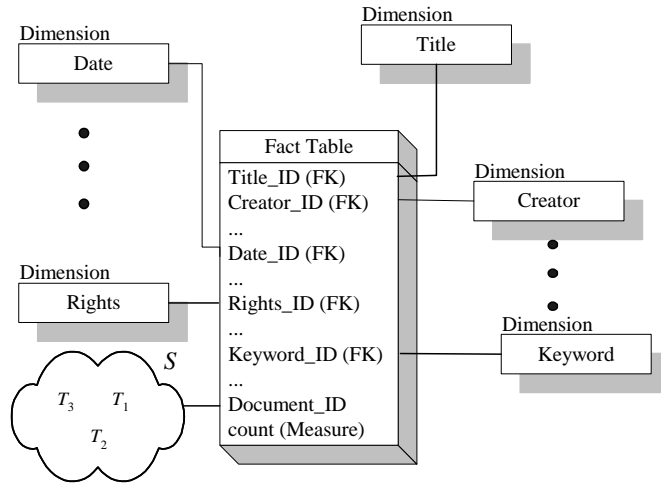 Dimension
Date
Dimension
Title
Fact Table
Title_ID (FK)
Creator_ID (FK)
...
Date_ID (FK)
...
Rights_ID (FK)
...
Keyword_ID (FK)
...
Document_ID
count (Measure)
Dimension
Creator
Dimension
Rights
Dimension
Keyword
S
T3
T1
T2